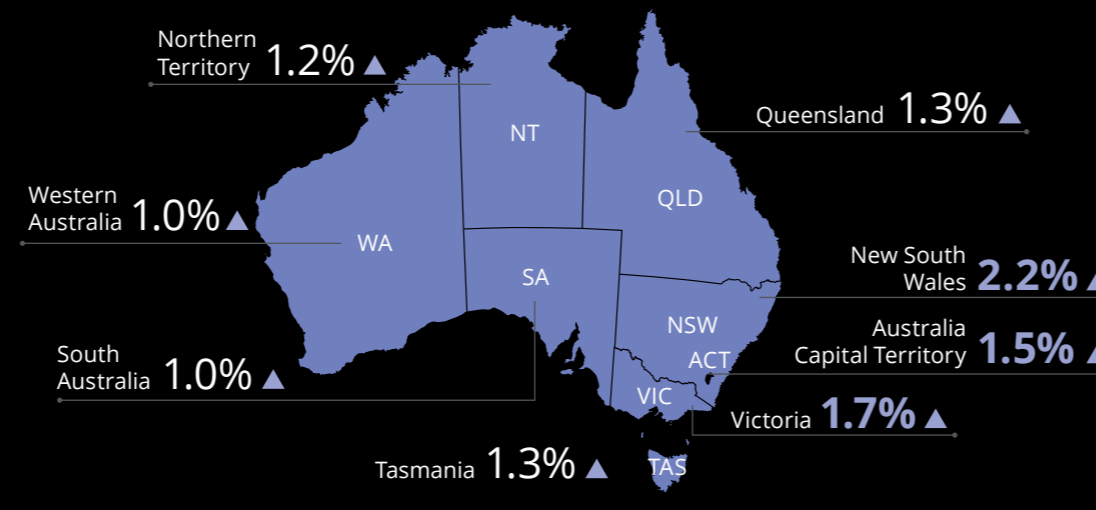 Northern
Territory 1.2% ▲
NT
Queensland 1.3% ▲
Western
Australia 1.0% ▲
QLD
WA
New South
Wales 2.2% ▲
SA
NSW
Australia
Capital Territory 1.5% ▲
ACT
South
Australia 1.0% ▲
VIC
Victoria 1.7% ▲
Tasmania 1.3% ▲
TAS